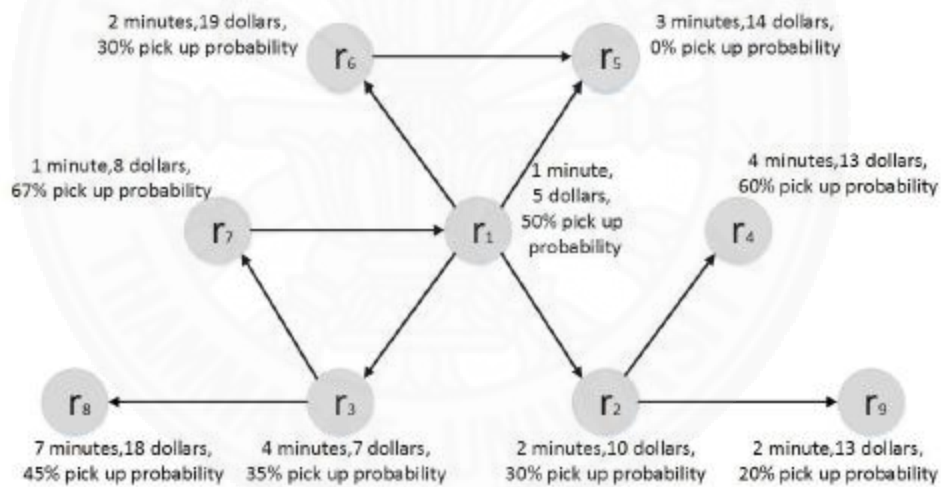 2 minutes,19 dollars,
30% pick up probability
3 minutes,14 dollars,
0% pick up probability
r6
r5
1 minute,8 dollars,
67% pick up probability
1 minute,
5 dollars,
50% pick up
probability
4 minutes,13 dollars,
60% pick up probability
r7
r1
r4
r8
r3
r2
r9
7 minutes,18 dollars,
45% pick up probability
4 minutes,7 dollars,
35% pick up probability
2 minutes,10 dollars,
30% pick up probability
2 minute,13 dollars,
20% pick up probability